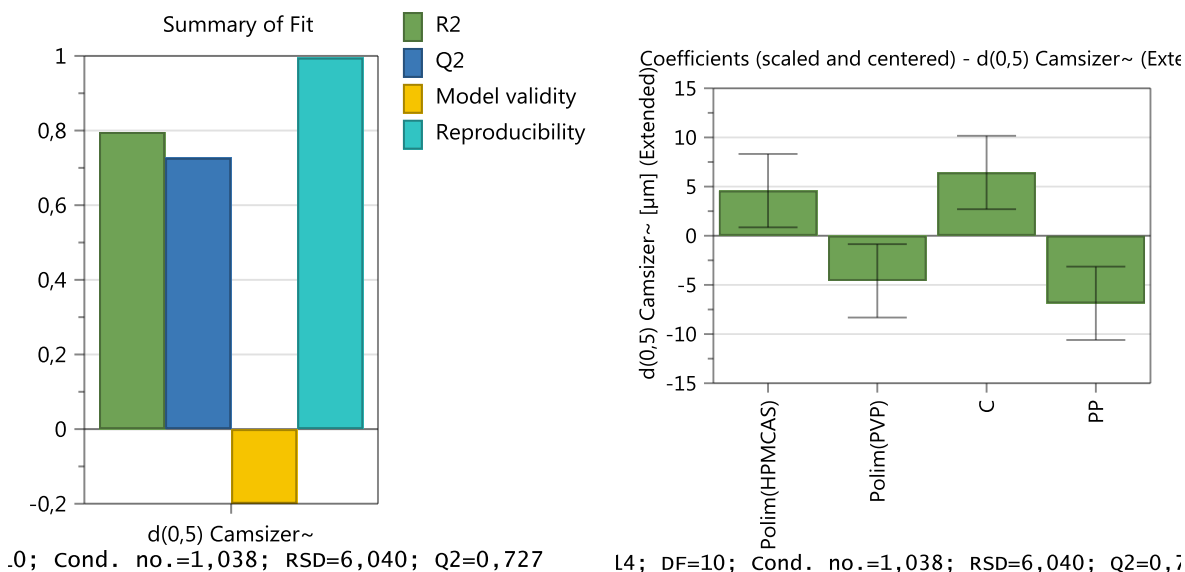 Summary of Fit
R2
Q2
Model validity
Reproducibility
1
0,8
0,6
0,4
0,2
0
-0,2
d(0,5) Camsizer~
0; Cond. no.=1,038; RSD=6,040; Q2=0,727
Coefficients (scaled and centered) - d(0,5) Camsizer~ (Exte
d(0,5) Camsizer~ [µm] (Extended)
15
10
5
0
-5
-10
-15
Polim(HPMCAS)
Polim(PVP)
C
PP
L4; DF=10; Cond. no.=1,038; RSD=6,040; Q2=0,7